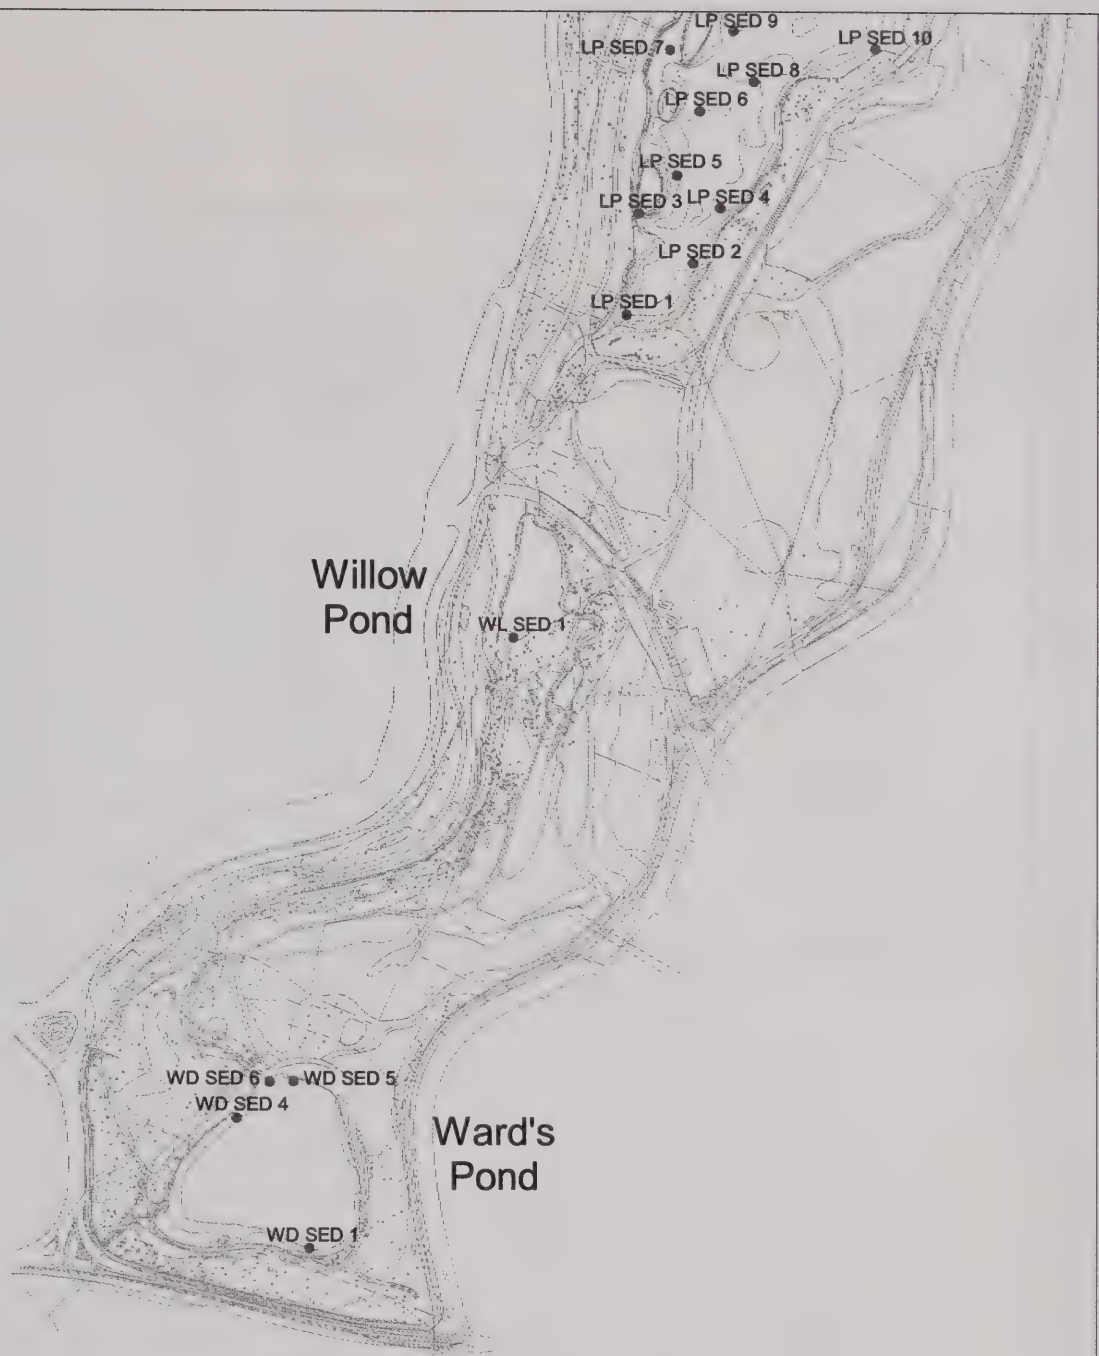 LP SED 9
LP SED 7
LP SED 10
LP SED 8
LP SED 6
LP SED 5
LP SED 3
LP SED 4
LP SED 2
LP SED 1
Willow
Pond
WL SED 1
WD SED 6
WD SED 5
WD SED 4
Ward's
Pond
WD SED 1